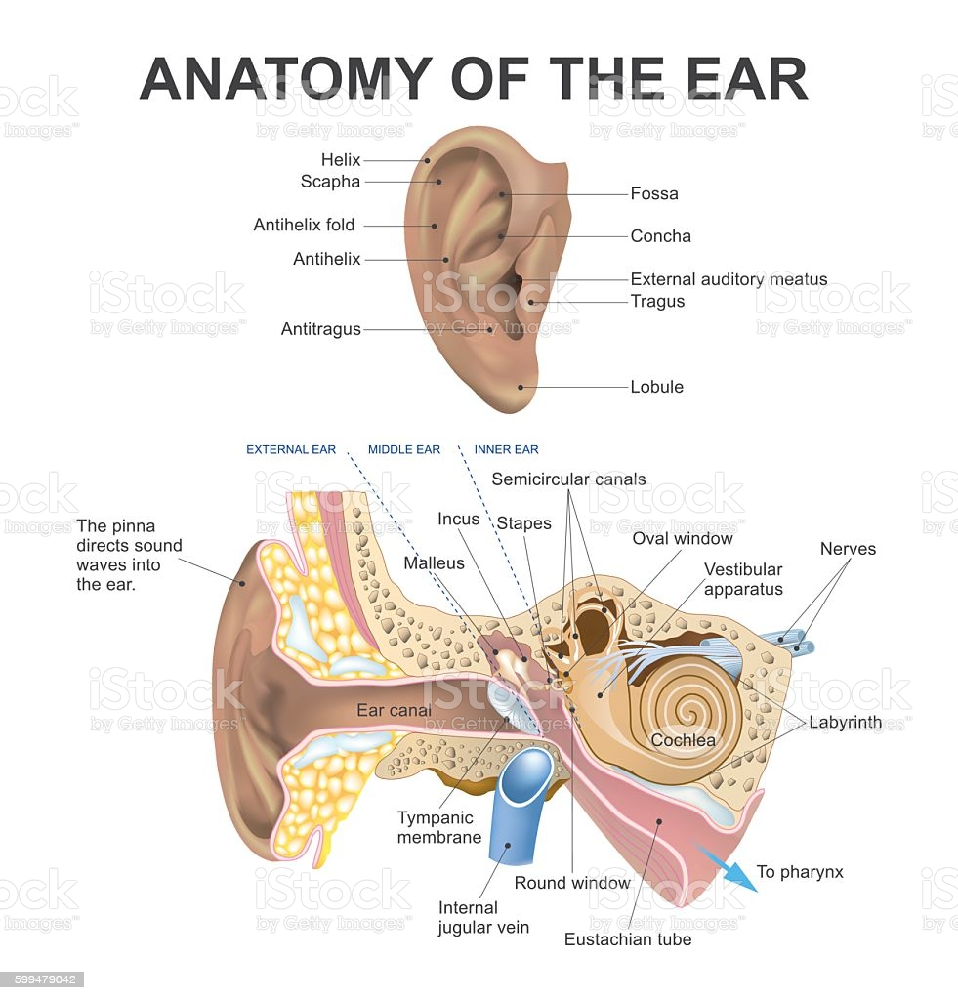 ANATOMY OF THE EAR
Helix
Scapha
Antihelix fold
Antihelix
Antitragus
Fossa
Concha
External auditory meatus
Tragus
Lobule
EXTERNAL EAR
MIDDLE EAR
INNER EAR
Semicircular canals
Incus
Stapes
Oval window
Malleus
Vestibular
apparatus
Nerves
The pinna
directs sound
waves into
the ear.
Ear canal
Cochlea
Labyrinth
Tympanic
membrane
Round window
To pharynx
Internal
jugular vein
Eustachian tube
iStock
by Getty Images™
599479042